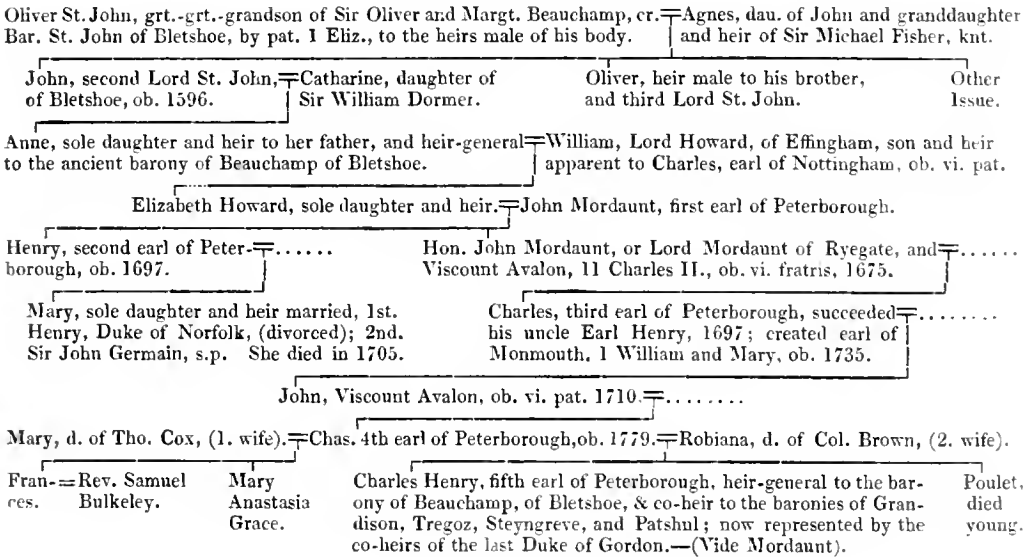 Oliver St. John, grt.-grt.-grandson of Sir Oliver and Margt. Beauchamp, cr.=Agnes, dau. of John and granddaughter
Bar. St. John of Bletshoe, by pat. 1 Eliz., to the heirs male of his body. and heir of Sir Michael Fisher, knt.
John, second Lord St. John,=Catharine, daughter of Oliver, heir male to his brother, Other
of Bletshoe, ob. 1596. Sir William Dormer. and third Lord St. John. Issue.
Anne, sole daughter and heir to her father, and heir-general=William, Lord Howard, of Effingham, son and heir
to the ancient barony of Beauchamp of Bletshoe. apparent to Charles, earl of Nottingham, ob. vi. pat.
Elizabeth Howard, sole daughter and heir.=John Mordaunt, first earl of Peterborough.
Henry, second earl of Peter-=...... Hon. John Mordaunt, or Lord Mordaunt of Ryegate, and=......
borough, ob. 1697. Viscount Avalon, 11 Charles II., ob. vi. fratris, 1675.
Mary, sole daughter and heir married, 1st. Charles, third earl of Peterborough, succeeded=........
Henry, Duke of Norfolk, (divorced); 2nd. his uncle Earl Henry, 1697; created earl of
Sir John Germain, s.p. She died in 1705. Monmouth, 1 William and Mary, ob. 1735.
John, Viscount Avalon, ob. vi. pat. 1710.=........
Mary, d. of Tho. Cox, (1. wife).=Chas. 4th earl of Peterborough,ob. 1779.=Robiana, d. of Col. Brown, (2. wife).
Fran-=Rev. Samuel Mary Charles Henry, fifth earl of Peterborough, heir-general to the bar- Poulet,
res. Bulkeley. Anastasia ony of Beauchamp, of Bletshoe, & co-heir to the baronies of Gran- died
Grace. dison, Tregoz, Steyngreve, and Patshul; now represented by the young.
co-heirs of the last Duke of Gordon.—(Vide Mordaunt).